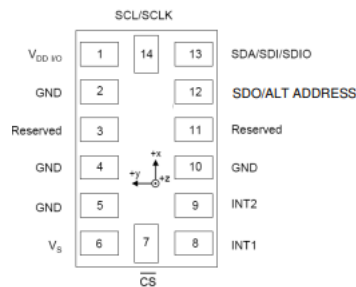 SCL/SCLK
V_DD I/O 1 14 13 SDA/SDI/SDIO
GND 2 12 SDO/ALT ADDRESS
Reserved 3 11 Reserved
+x
GND 4 +y +z 10 GND
GND 5 9 INT2
V_S 6 7 8 INT1
C̅S̅